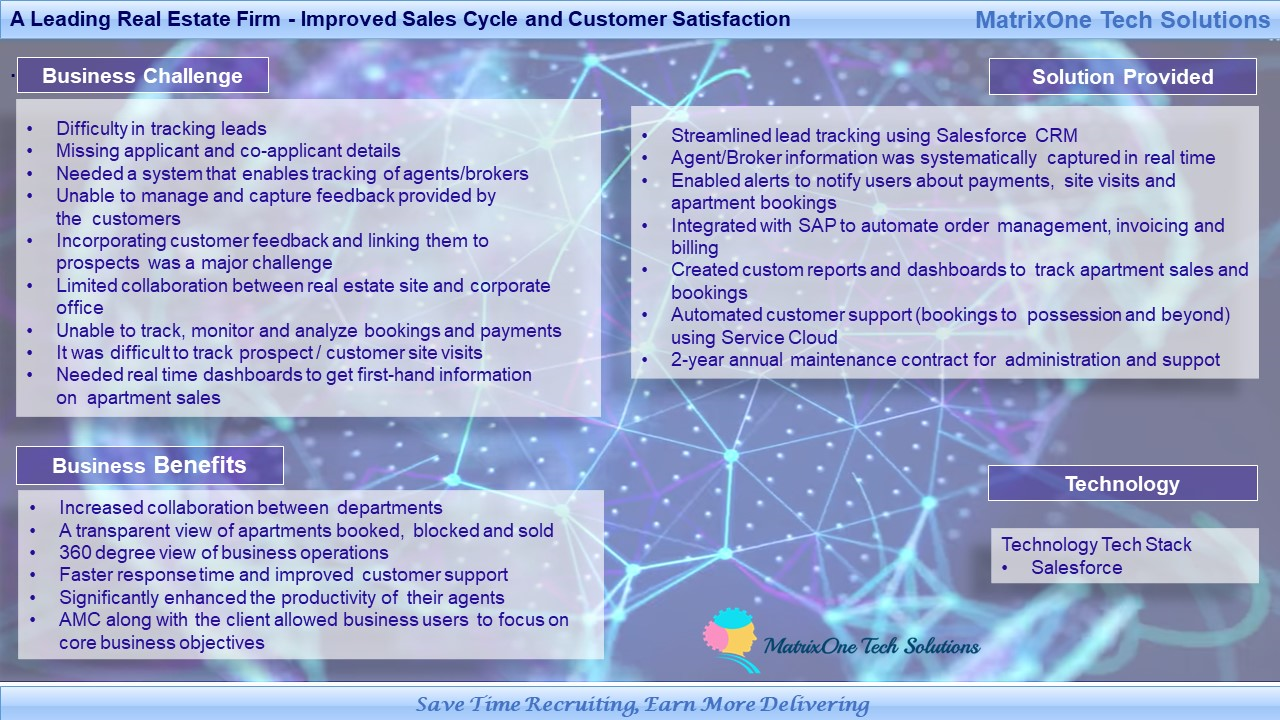 A Leading Real Estate Firm - Improved Sales Cycle and Customer Satisfaction
MatrixOne Tech Solutions
Business Challenge
• Difficulty in tracking leads
• Missing applicant and co-applicant details
• Needed a system that enables tracking of agents/brokers
• Unable to manage and capture feedback provided by
the customers
• Incorporating customer feedback and linking them to
prospects was a major challenge
• Limited collaboration between real estate site and corporate
office
• Unable to track, monitor and analyze bookings and payments
• It was difficult to track prospect / customer site visits
• Needed real time dashboards to get first-hand information
on apartment sales
Solution Provided
• Streamlined lead tracking using Salesforce CRM
• Agent/Broker information was systematically captured in real time
• Enabled alerts to notify users about payments, site visits and
apartment bookings
• Integrated with SAP to automate order management, invoicing and
billing
• Created custom reports and dashboards to track apartment sales and
bookings
• Automated customer support (bookings to possession and beyond)
using Service Cloud
• 2-year annual maintenance contract for administration and suppot
Business Benefits
• Increased collaboration between departments
• A transparent view of apartments booked, blocked and sold
• 360 degree view of business operations
• Faster response time and improved customer support
• Significantly enhanced the productivity of their agents
• AMC along with the client allowed business users to focus on
core business objectives
Technology
Technology Tech Stack
• Salesforce
MatrixOne Tech Solutions
Save Time Recruiting, Earn More Delivering